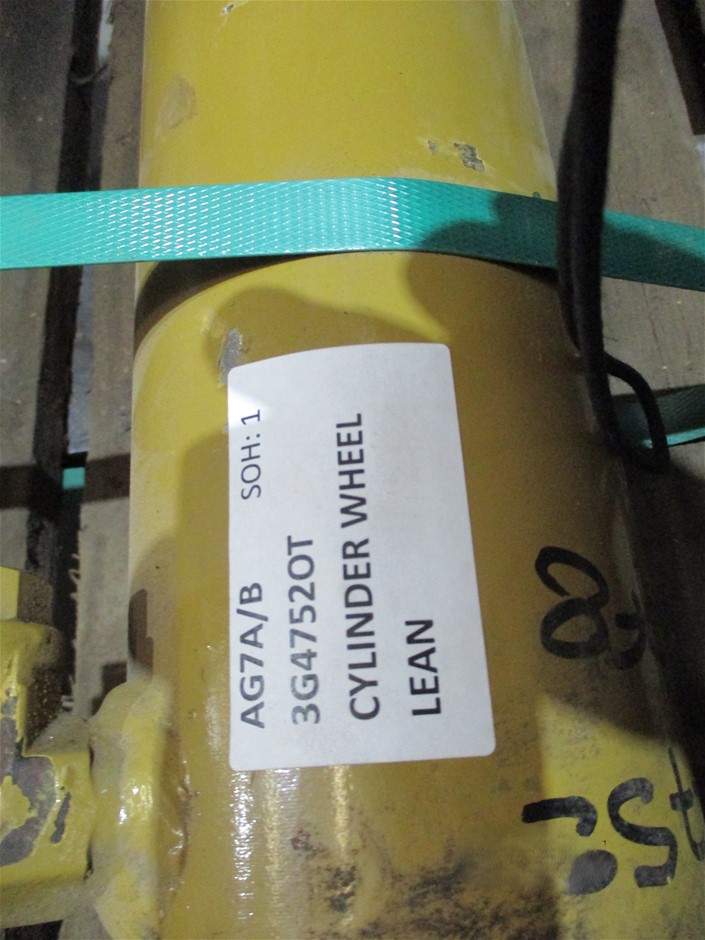 AG7A/B SOH: 1
3G4752OT
CYLINDER WHEEL
LEAN